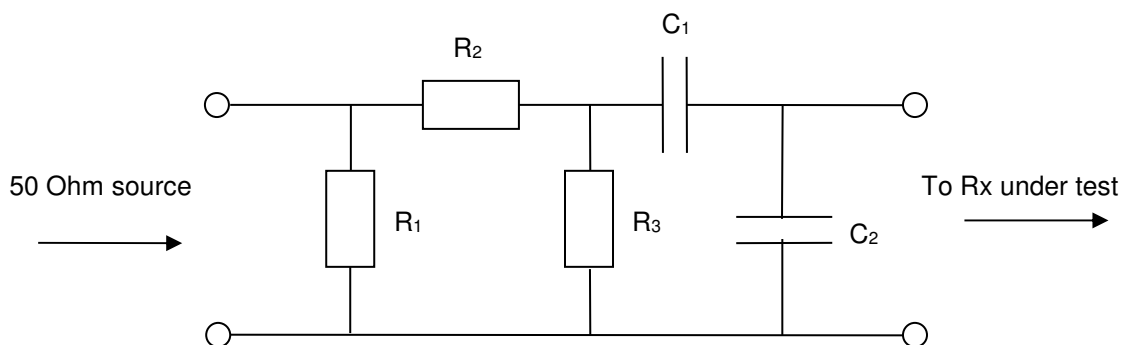 C₁
R₂
50 Ohm source
To Rx under test
R₁
R₃
C₂